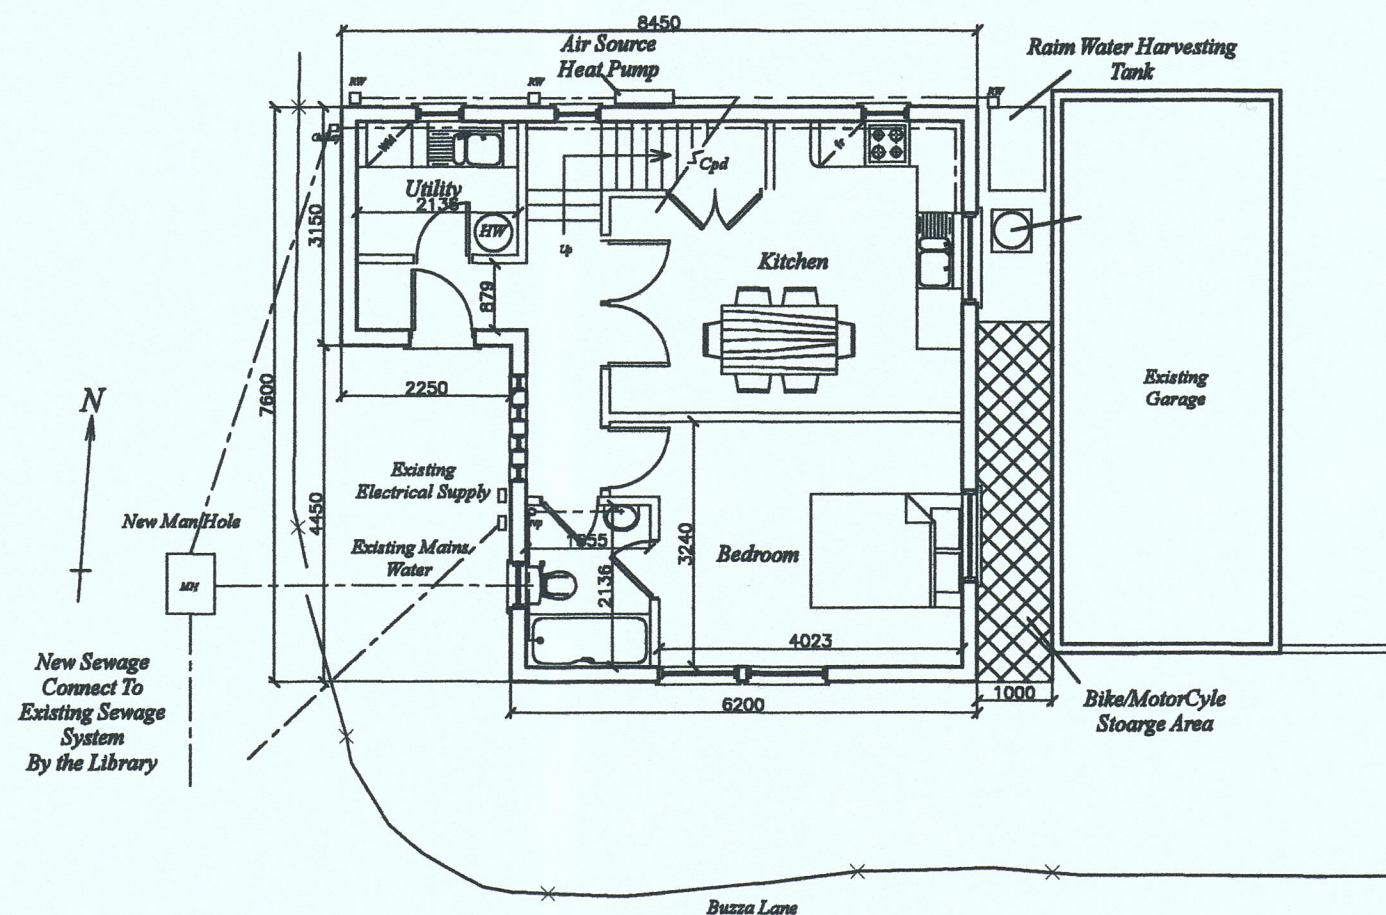 8450
Air Source
Heat Pump
Raim Water Harvesting
Tank
RW
RW
RW
WM
Fr
Cpd
Utility
2136
HW
Up
3150
879
Kitchen
7600
2250
Existing
Garage
N
Existing
Electrical Supply
4450
New Man Hole
Existing Mains
Water
MH
svp
1955
2136
3240
Bedroom
4023
New Sewage
Connect To
Existing Sewage
System
By the Library
6200
1000
Bike/MotorCyle
Stoarge Area
Buzza Lane